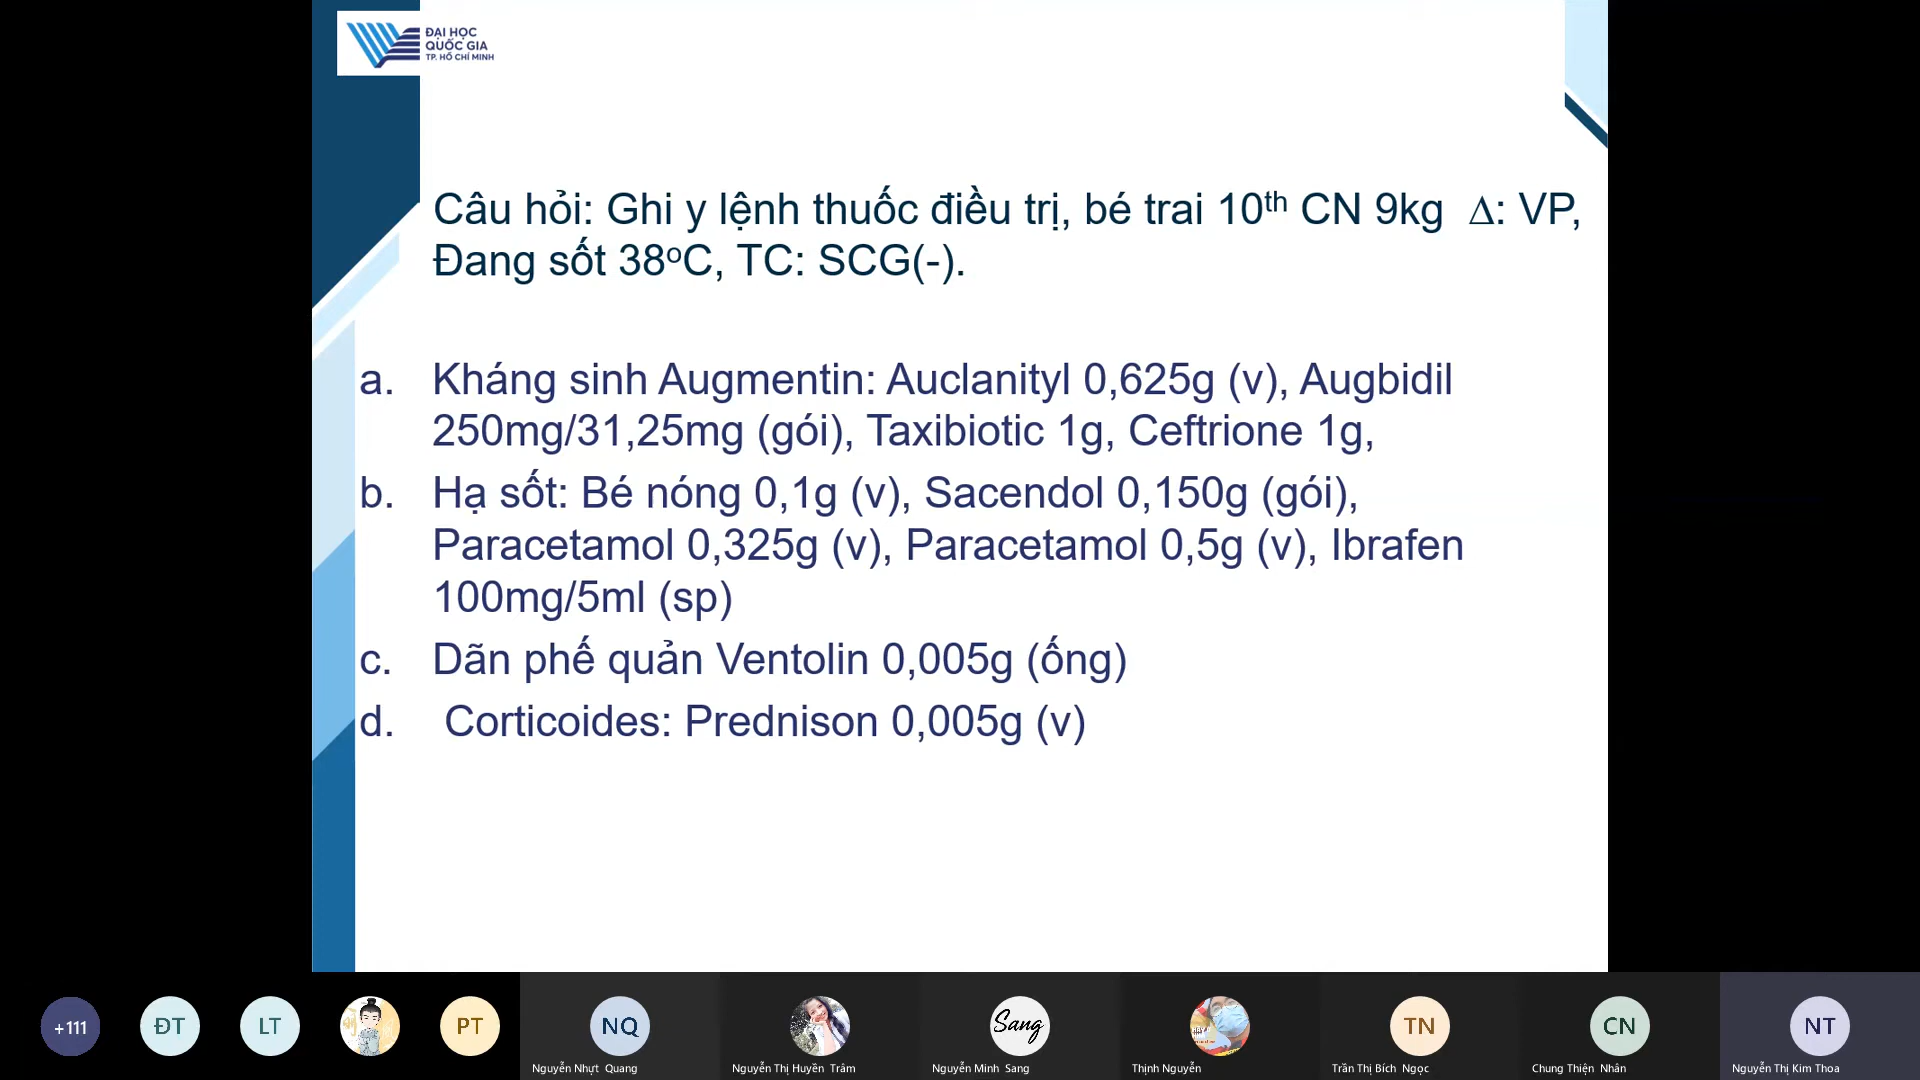 ĐẠI HỌC
QUỐC GIA
TP. HỒ CHÍ MINH
Câu hỏi: Ghi y lệnh thuốc điều trị, bé trai 10th CN 9kg Δ: VP,
Đang sốt 38oC, TC: SCG(-).
a. Kháng sinh Augmentin: Auclanityl 0,625g (v), Augbidil
250mg/31,25mg (gói), Taxibiotic 1g, Ceftrione 1g,
b. Hạ sốt: Bé nóng 0,1g (v), Sacendol 0,150g (gói),
Paracetamol 0,325g (v), Paracetamol 0,5g (v), Ibrafen
100mg/5ml (sp)
c. Dãn phế quản Ventolin 0,005g (ống)
d. Corticoides: Prednison 0,005g (v)
+111
ĐT
LT
PT
NQ
Sang
TN
CN
NT
Nguyễn Nhựt Quang
Nguyễn Thị Huyền Trâm
Nguyễn Minh Sang
Thịnh Nguyễn
Trần Thị Bích Ngọc
Chung Thiện Nhân
Nguyễn Thị Kim Thoa